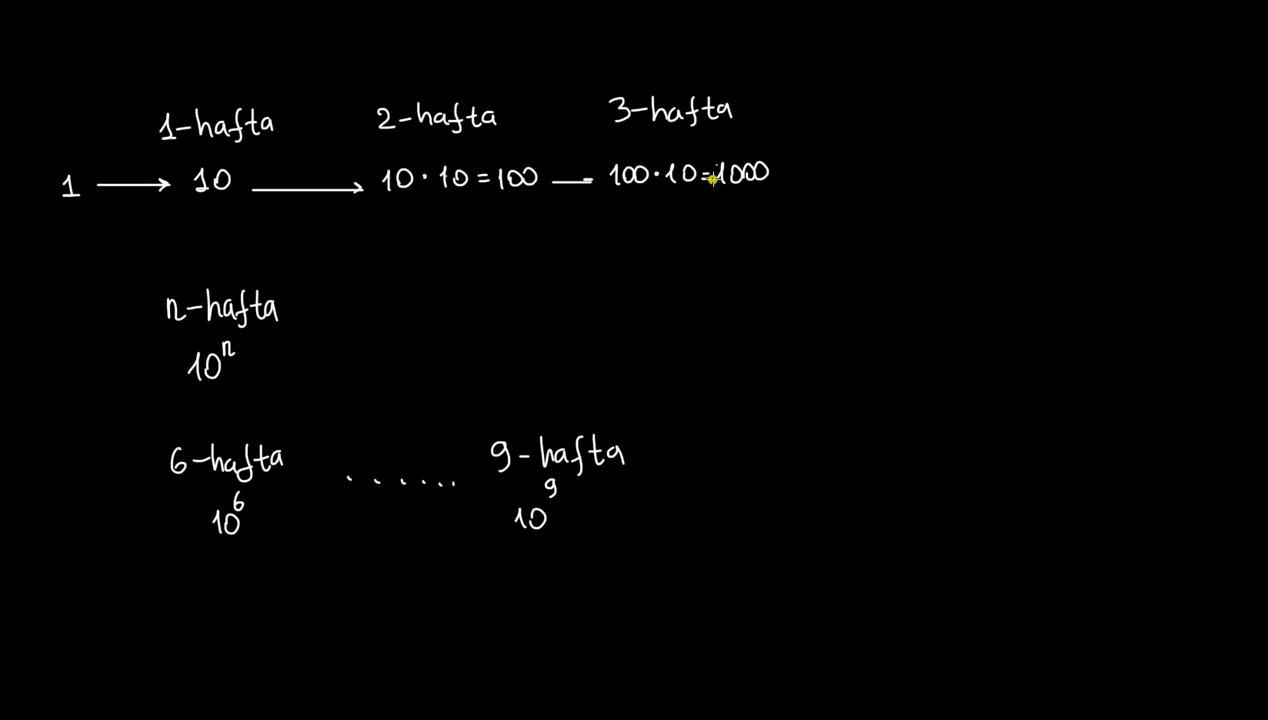 1-hafta 2-hafta 3-hafta
1 → 10 → 10 · 10 = 100 — 100 · 10 = 1000
n-hafta
10ⁿ
6-hafta ...... 9-hafta
10⁶ 10⁹